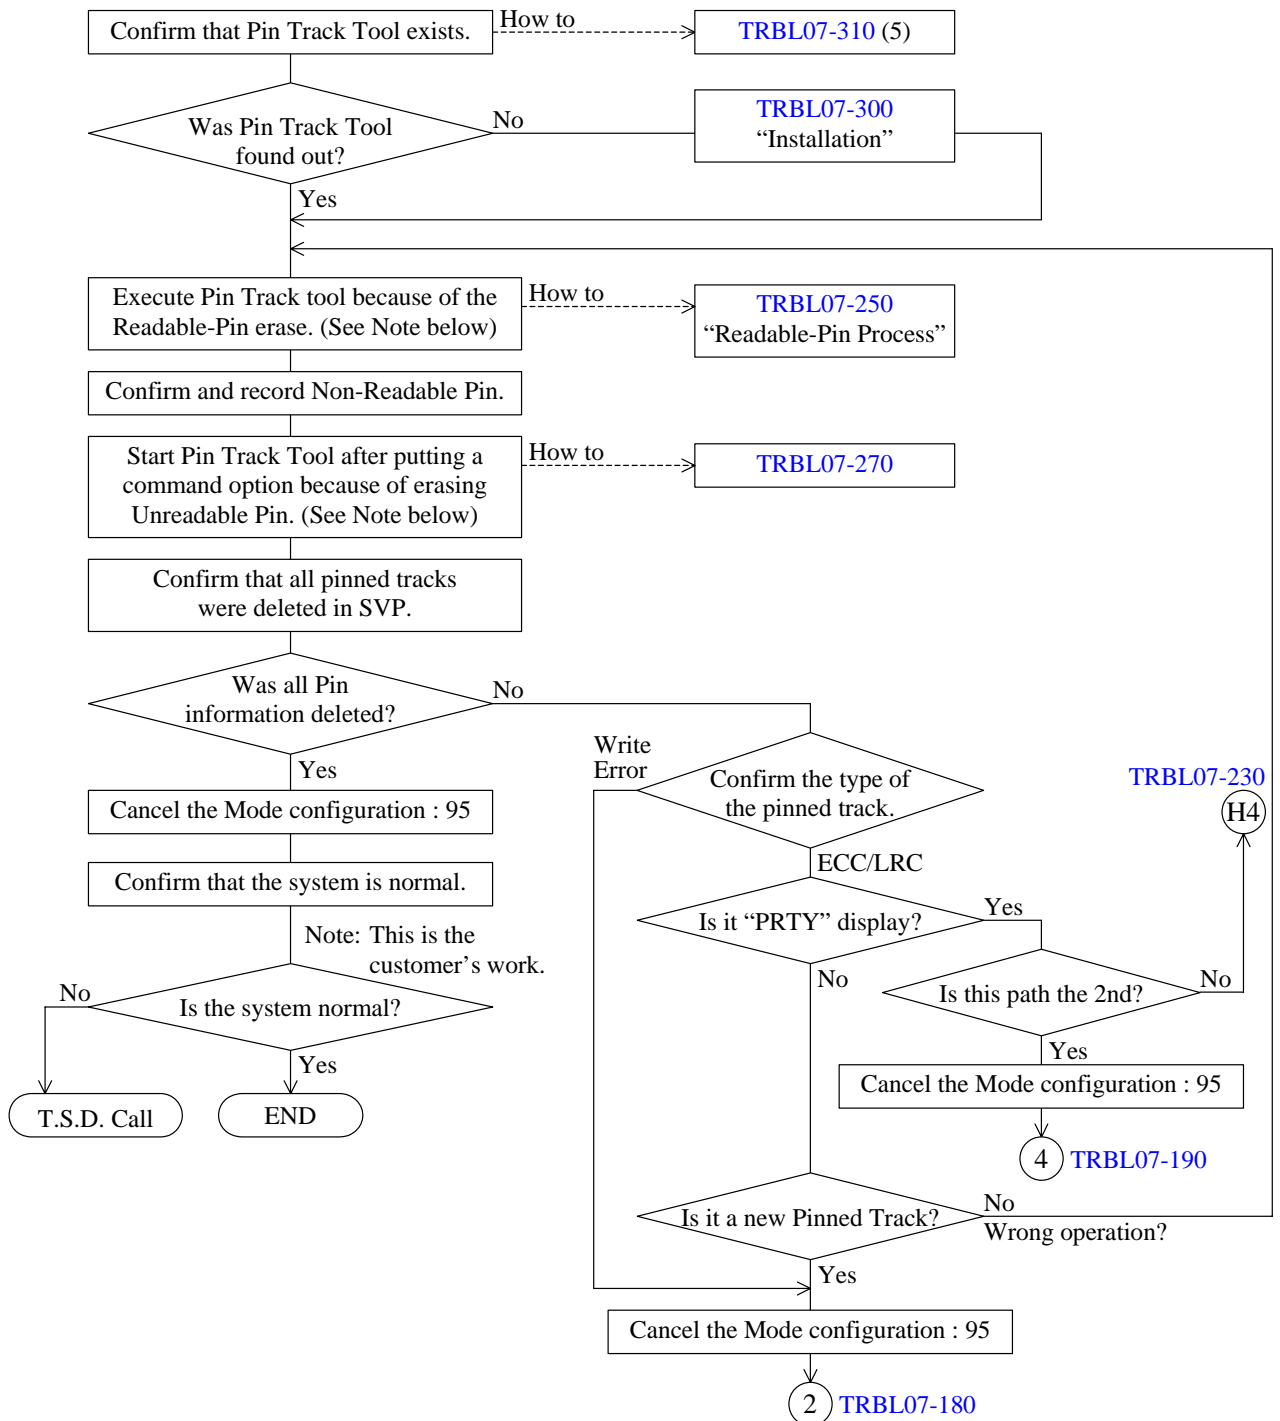 Confirm that Pin Track Tool exists.
How to
TRBL07-310 (5)
Was Pin Track Tool
found out?
No
TRBL07-300
“Installation”
Yes
Execute Pin Track tool because of the
Readable-Pin erase. (See Note below)
How to
TRBL07-250
“Readable-Pin Process”
Confirm and record Non-Readable Pin.
Start Pin Track Tool after putting a
command option because of erasing
Unreadable Pin. (See Note below)
How to
TRBL07-270
Confirm that all pinned tracks
were deleted in SVP.
Was all Pin
information deleted?
No
Yes
Write
Error
Confirm the type of
the pinned track.
TRBL07-230
H4
Cancel the Mode configuration : 95
ECC/LRC
Confirm that the system is normal.
Is it “PRTY” display?
Yes
Note: This is the
customer’s work.
No
Is this path the 2nd?
No
No
Is the system normal?
Yes
Yes
Cancel the Mode configuration : 95
T.S.D. Call
END
4
TRBL07-190
Is it a new Pinned Track?
No
Wrong operation?
Yes
Cancel the Mode configuration : 95
2
TRBL07-180